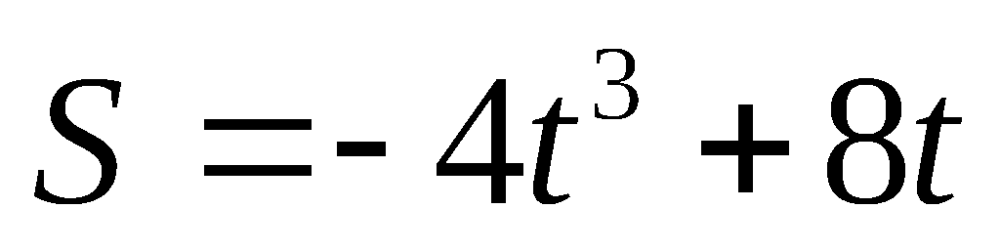 S = - 4t³ + 8t